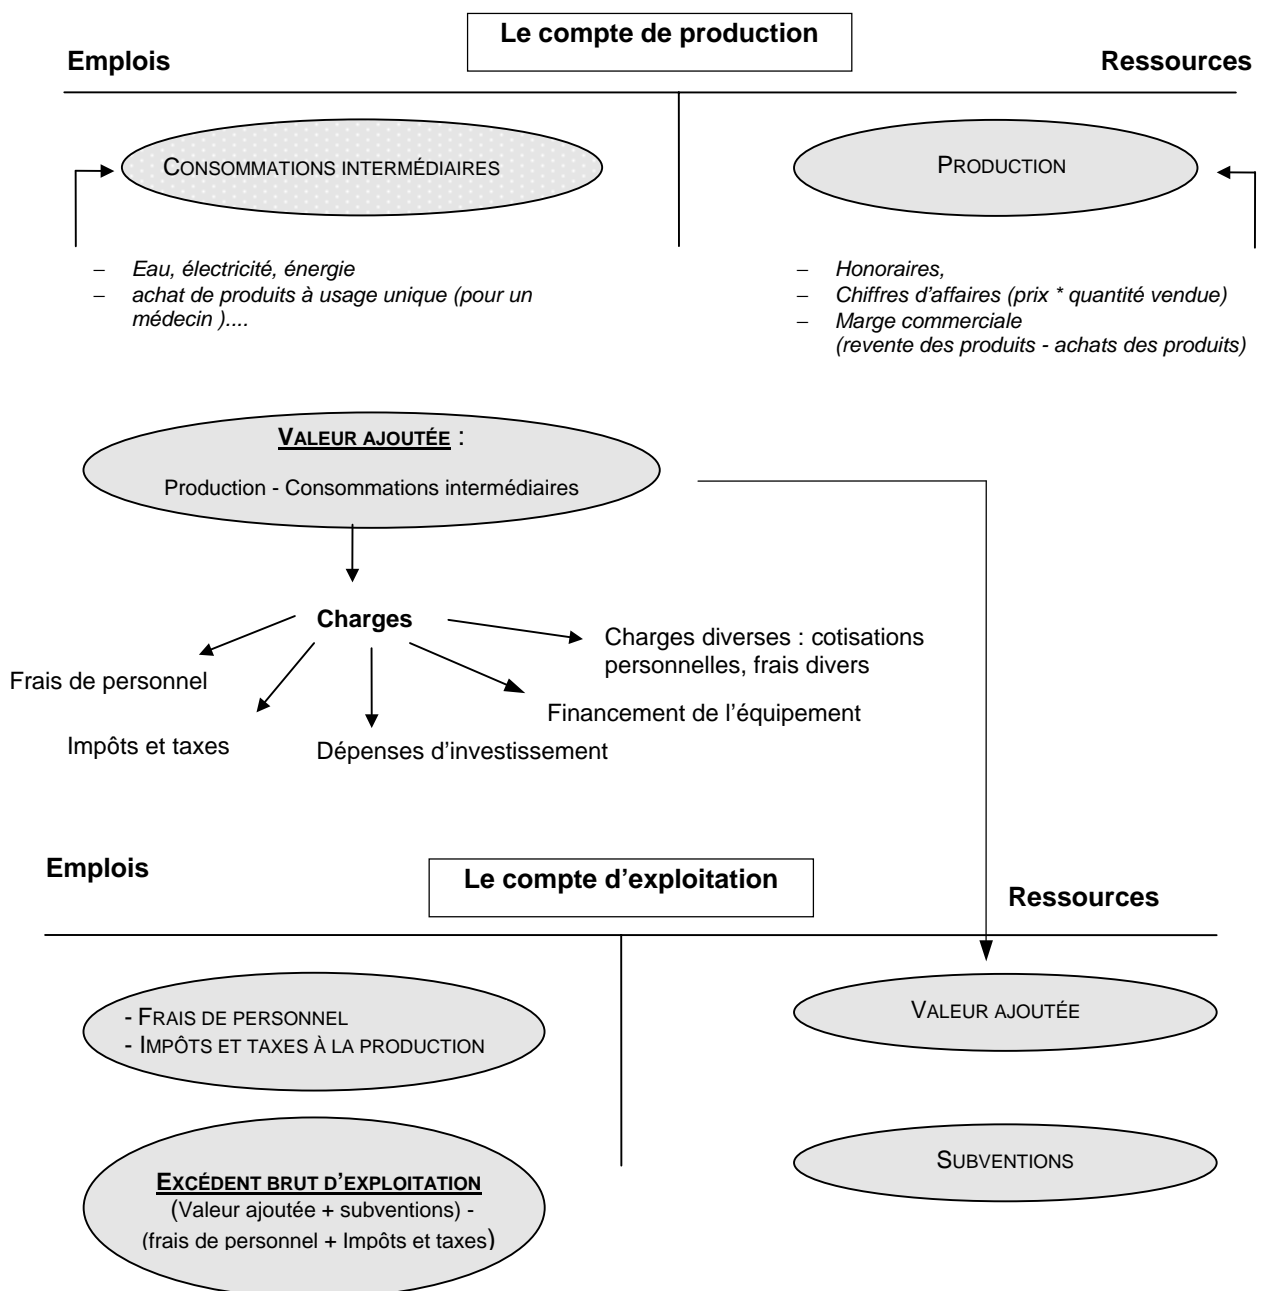 Le compte de production
Emplois
Ressources
CONSOMMATIONS INTERMÉDIAIRES
PRODUCTION
– Eau, électricité, énergie
– achat de produits à usage unique (pour un
médecin )....
– Honoraires,
– Chiffres d'affaires (prix * quantité vendue)
– Marge commerciale
(revente des produits - achats des produits)
VALEUR AJOUTÉE :
Production - Consommations intermédiaires
Charges
Charges diverses : cotisations
personnelles, frais divers
Frais de personnel
Financement de l’équipement
Impôts et taxes
Dépenses d’investissement
Emplois
Le compte d’exploitation
Ressources
- FRAIS DE PERSONNEL
- IMPÔTS ET TAXES À LA PRODUCTION
VALEUR AJOUTÉE
EXCÉDENT BRUT D’EXPLOITATION
(Valeur ajoutée + subventions) -
(frais de personnel + Impôts et taxes)
SUBVENTIONS